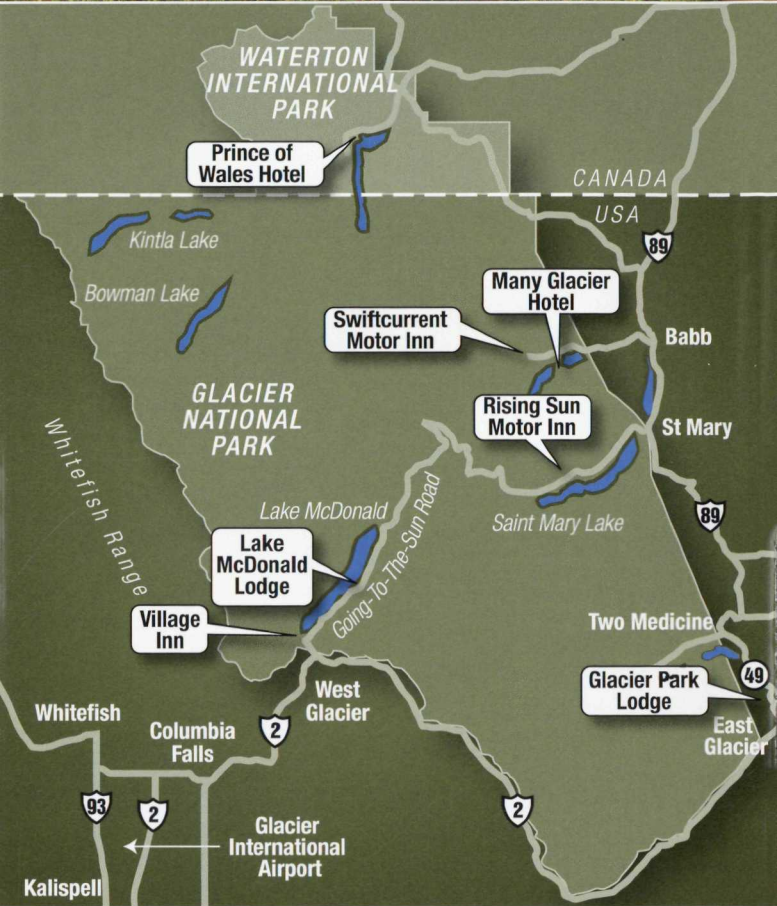 WATERTON
INTERNATIONAL
PARK
Prince of
Wales Hotel
CANADA
USA
Kintla Lake
89
Bowman Lake
Many Glacier
Hotel
Swiftcurrent
Motor Inn
Babb
GLACIER
NATIONAL
PARK
Rising Sun
Motor Inn
St Mary
Whitefish Range
Lake McDonald
Going-To-The-Sun Road
Saint Mary Lake
89
Lake
McDonald
Lodge
Village
Inn
Two Medicine
49
Glacier Park
Lodge
West
Glacier
Whitefish
Columbia
Falls
2
East
Glacier
93
2
2
Glacier
International
Airport
Kalispell